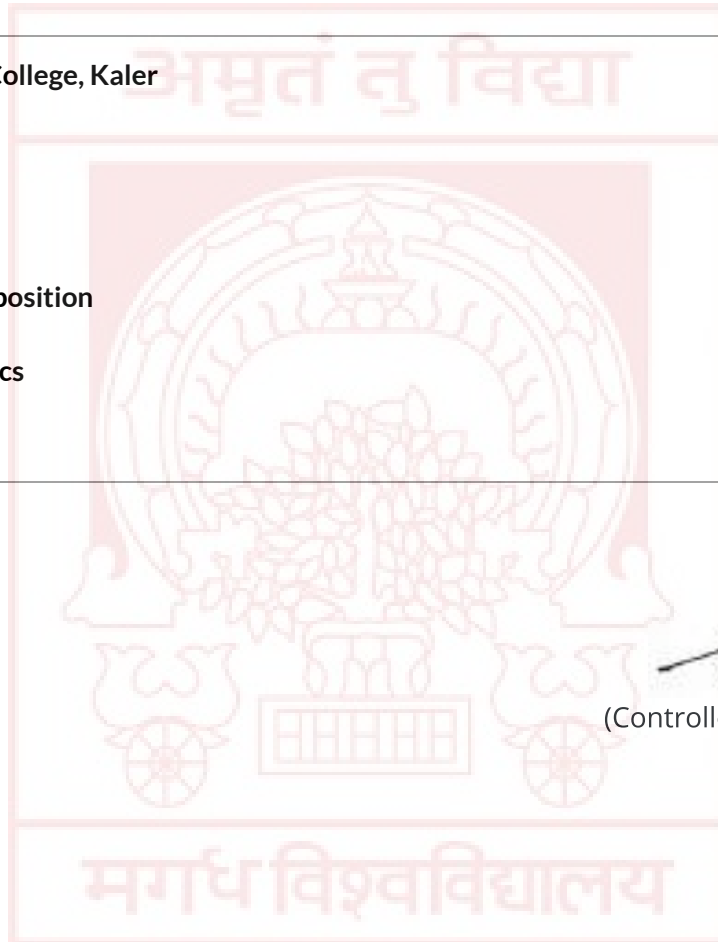 अमृतं तु विद्या
College, Kaler
position
cs
(Controll
मगध विश्वविद्यालय